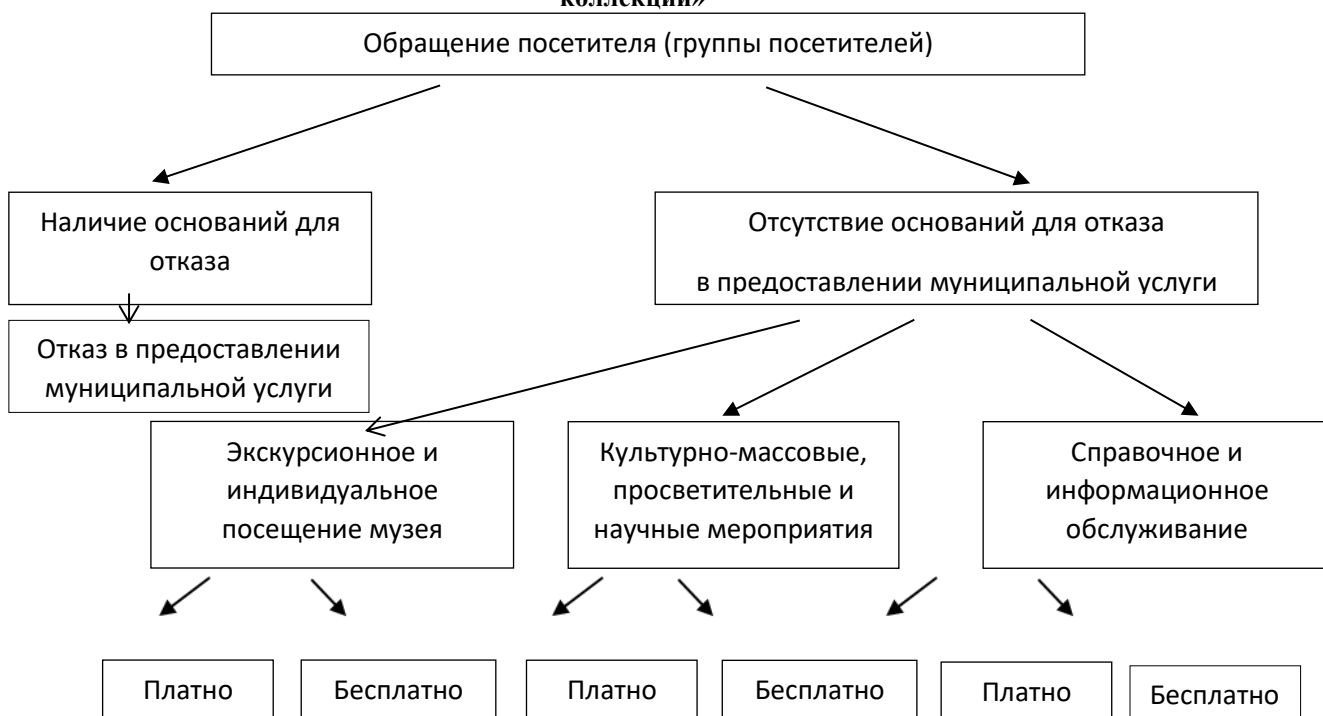 коллекции»
Обращение посетителя (группы посетителей)
Наличие оснований для
отказа
Отсутствие оснований для отказа
в предоставлении муниципальной услуги
Отказ в предоставлении
муниципальной услуги
Экскурсионное и
индивидуальное
посещение музея
Культурно-массовые,
просветительные и
научные мероприятия
Справочное и
информационное
обслуживание
Платно
Бесплатно
Платно
Бесплатно
Платно
Бесплатно